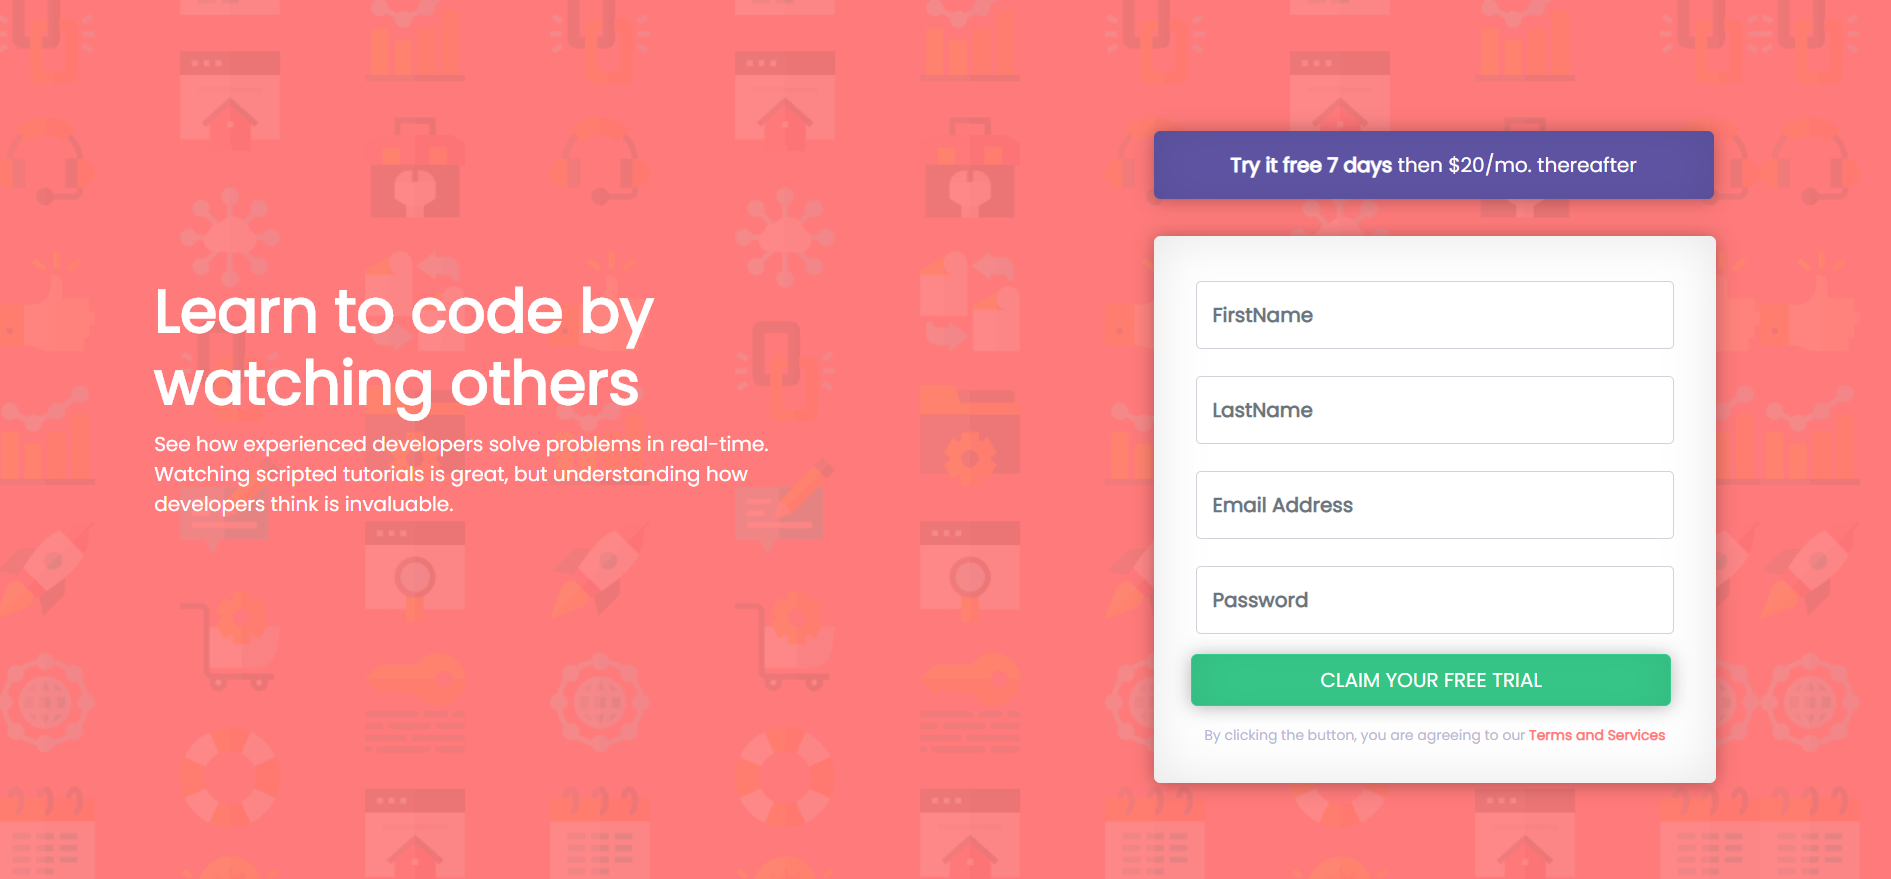 Learn to code by
watching others
See how experienced developers solve problems in real-time.
Watching scripted tutorials is great, but understanding how
developers think is invaluable.
Try it free 7 days then $20/mo. thereafter
FirstName
LastName
Email Address
Password
CLAIM YOUR FREE TRIAL
By clicking the button, you are agreeing to our Terms and Services